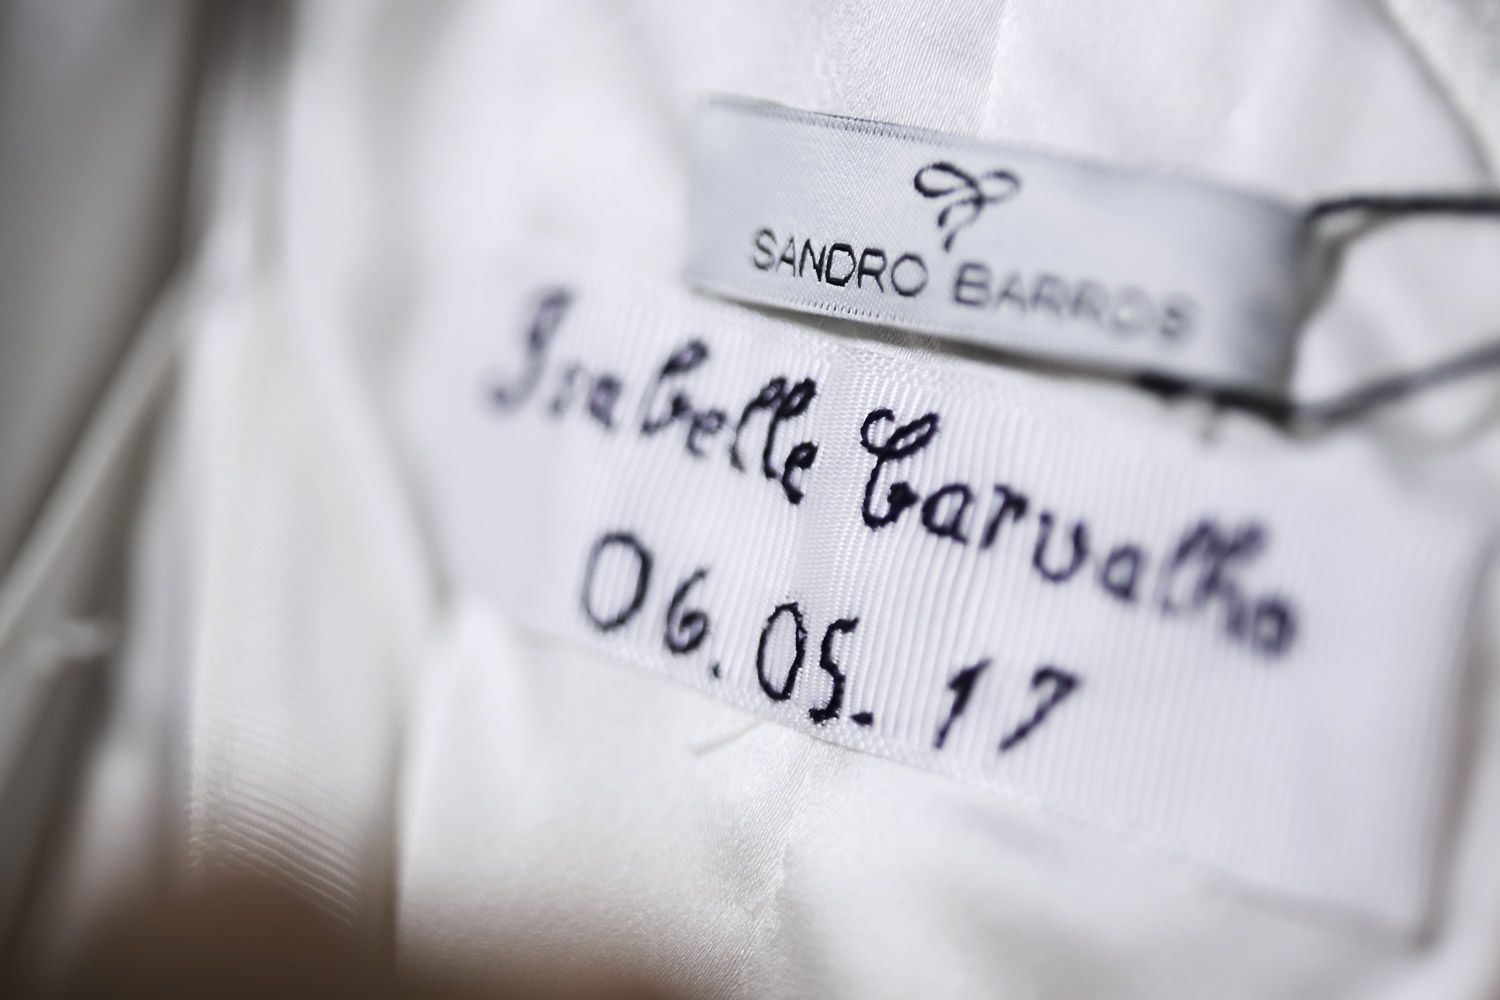 SANDRO BARROS
Isabelle Carvalho
06.05.17